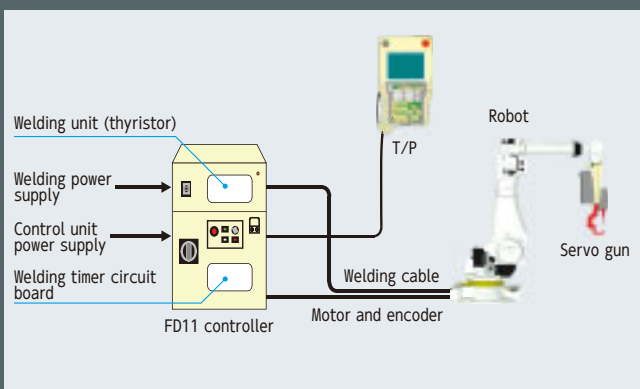 Welding unit (thyristor)
Welding power
supply
Control unit
power supply
Welding timer circuit
board
FD11 controller
T/P
Robot
Servo gun
Welding cable
Motor and encoder